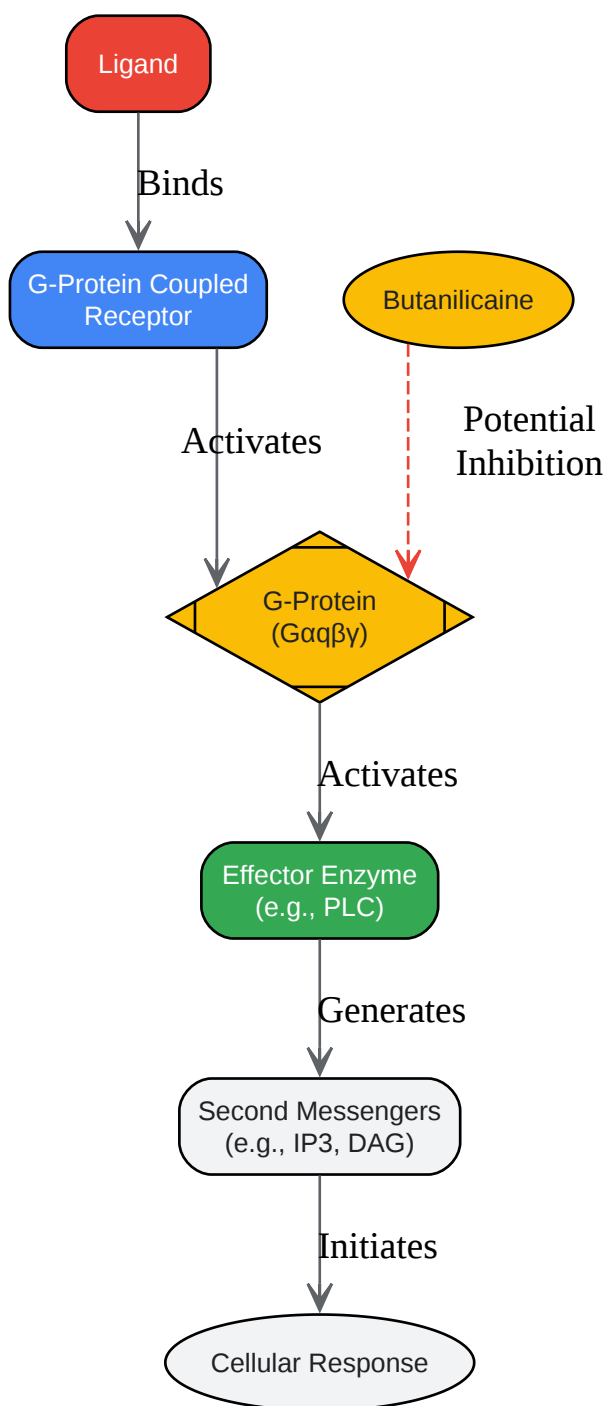 Ligand
Binds
G-Protein Coupled
Receptor
Butanilicaine
Activates
Potential
Inhibition
G-Protein
(Gαqβγ)
Activates
Effector Enzyme
(e.g., PLC)
Generates
Second Messengers
(e.g., IP3, DAG)
Initiates
Cellular Response